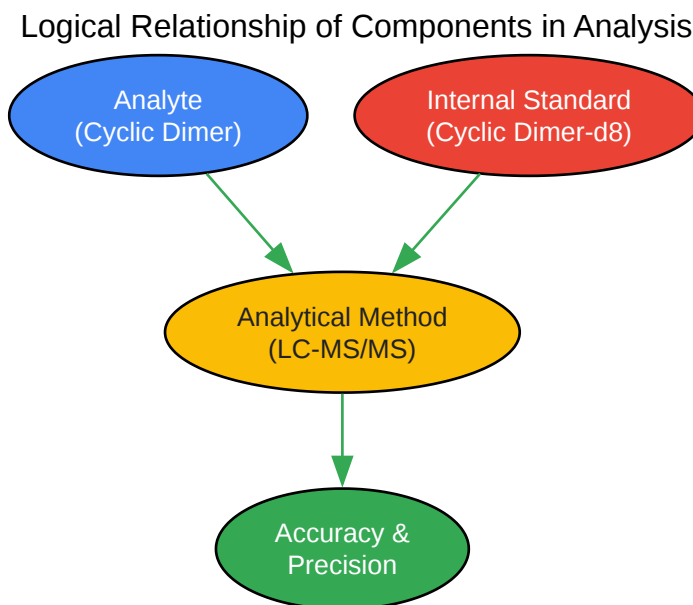 Logical Relationship of Components in Analysis
Analyte
(Cyclic Dimer)
Internal Standard
(Cyclic Dimer-d8)
Analytical Method
(LC-MS/MS)
Accuracy &
Precision